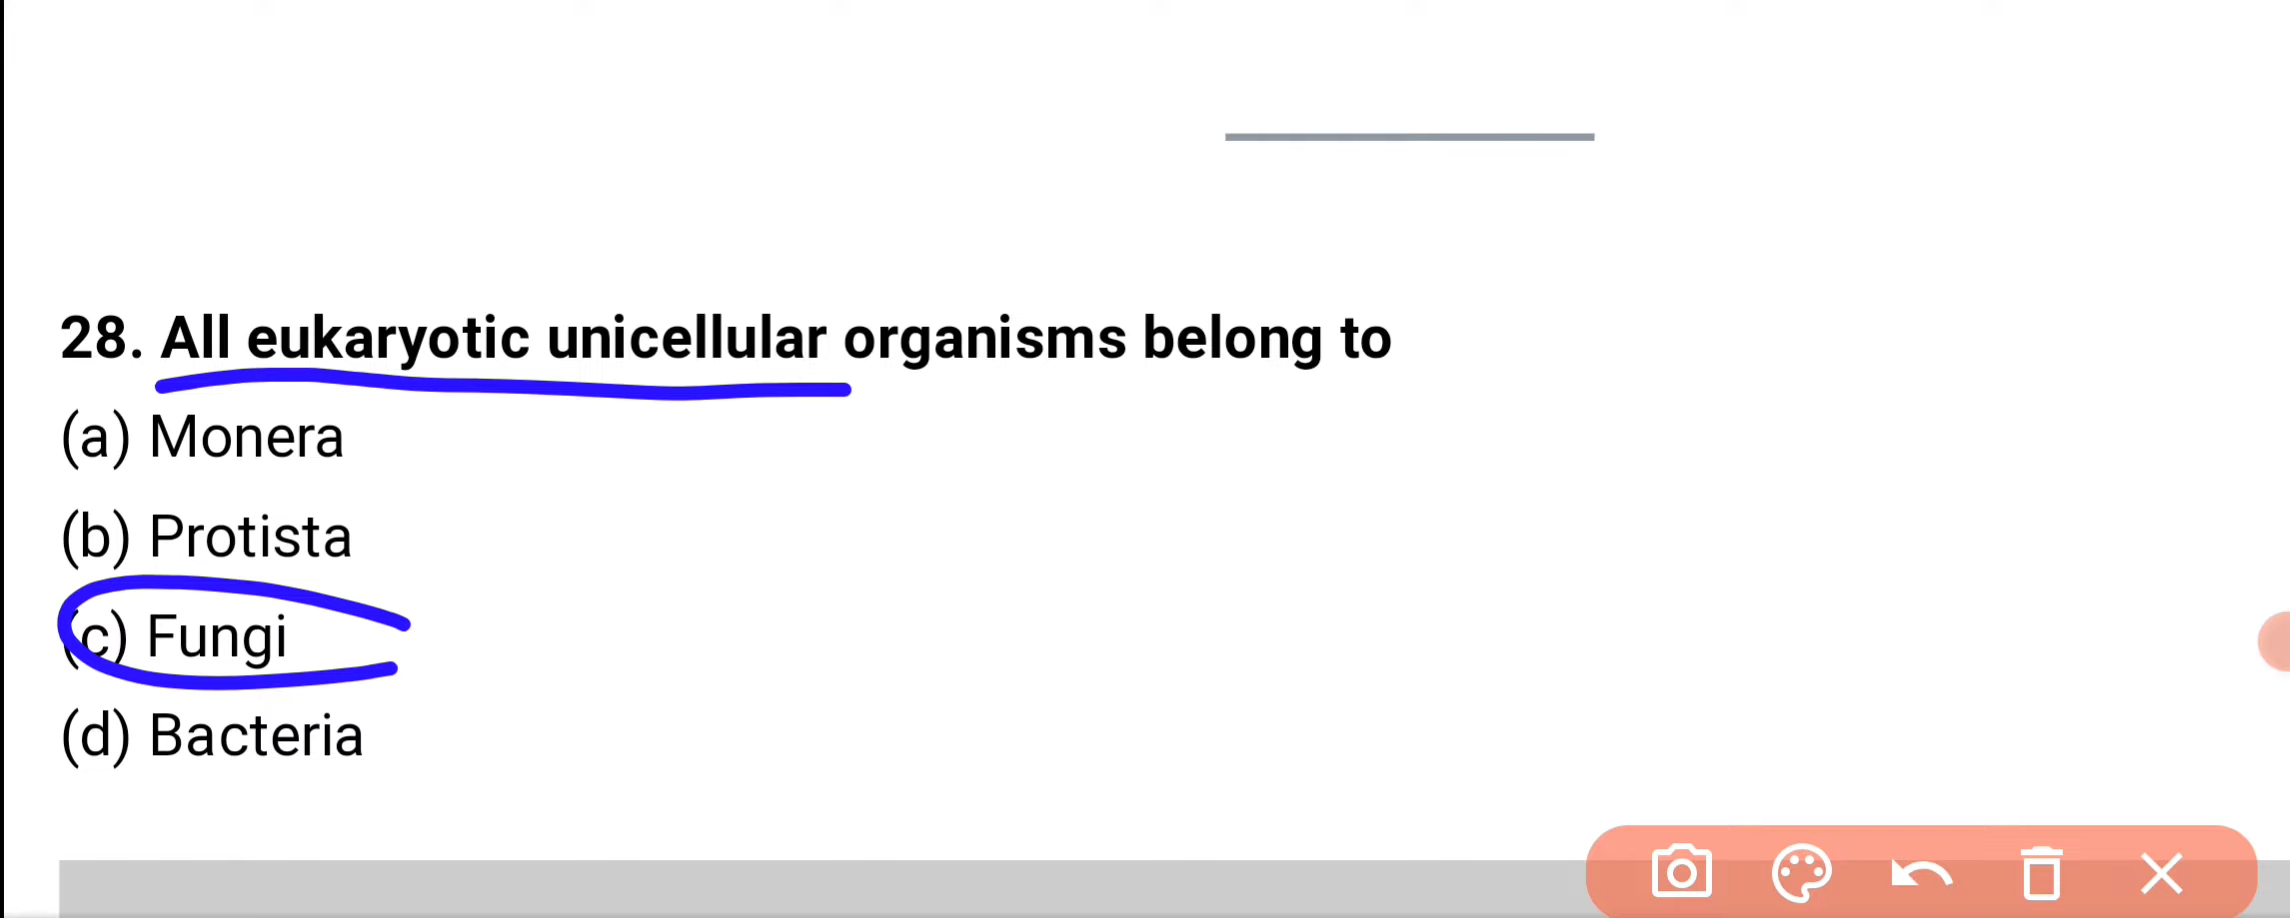 28. All eukaryotic unicellular organisms belong to
(a) Monera
(b) Protista
(c) Fungi
(d) Bacteria